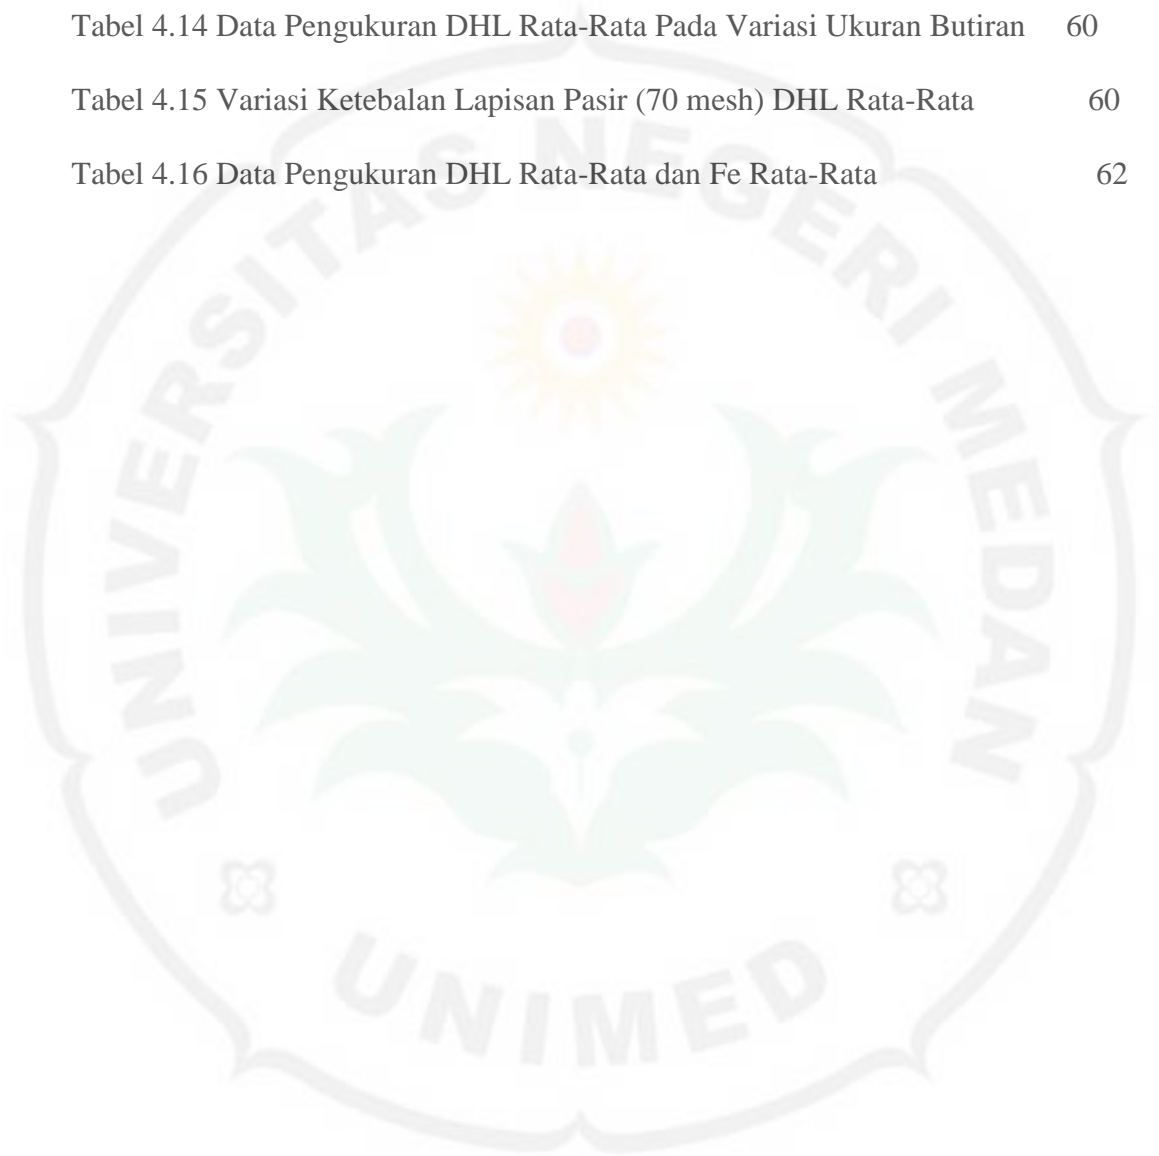 Tabel 4.14 Data Pengukuran DHL Rata-Rata Pada Variasi Ukuran Butiran 60
Tabel 4.15 Variasi Ketebalan Lapisan Pasir (70 mesh) DHL Rata-Rata 60
Tabel 4.16 Data Pengukuran DHL Rata-Rata dan Fe Rata-Rata 62
UNIVERSITAS NEGERI MEDAN
UNIMED